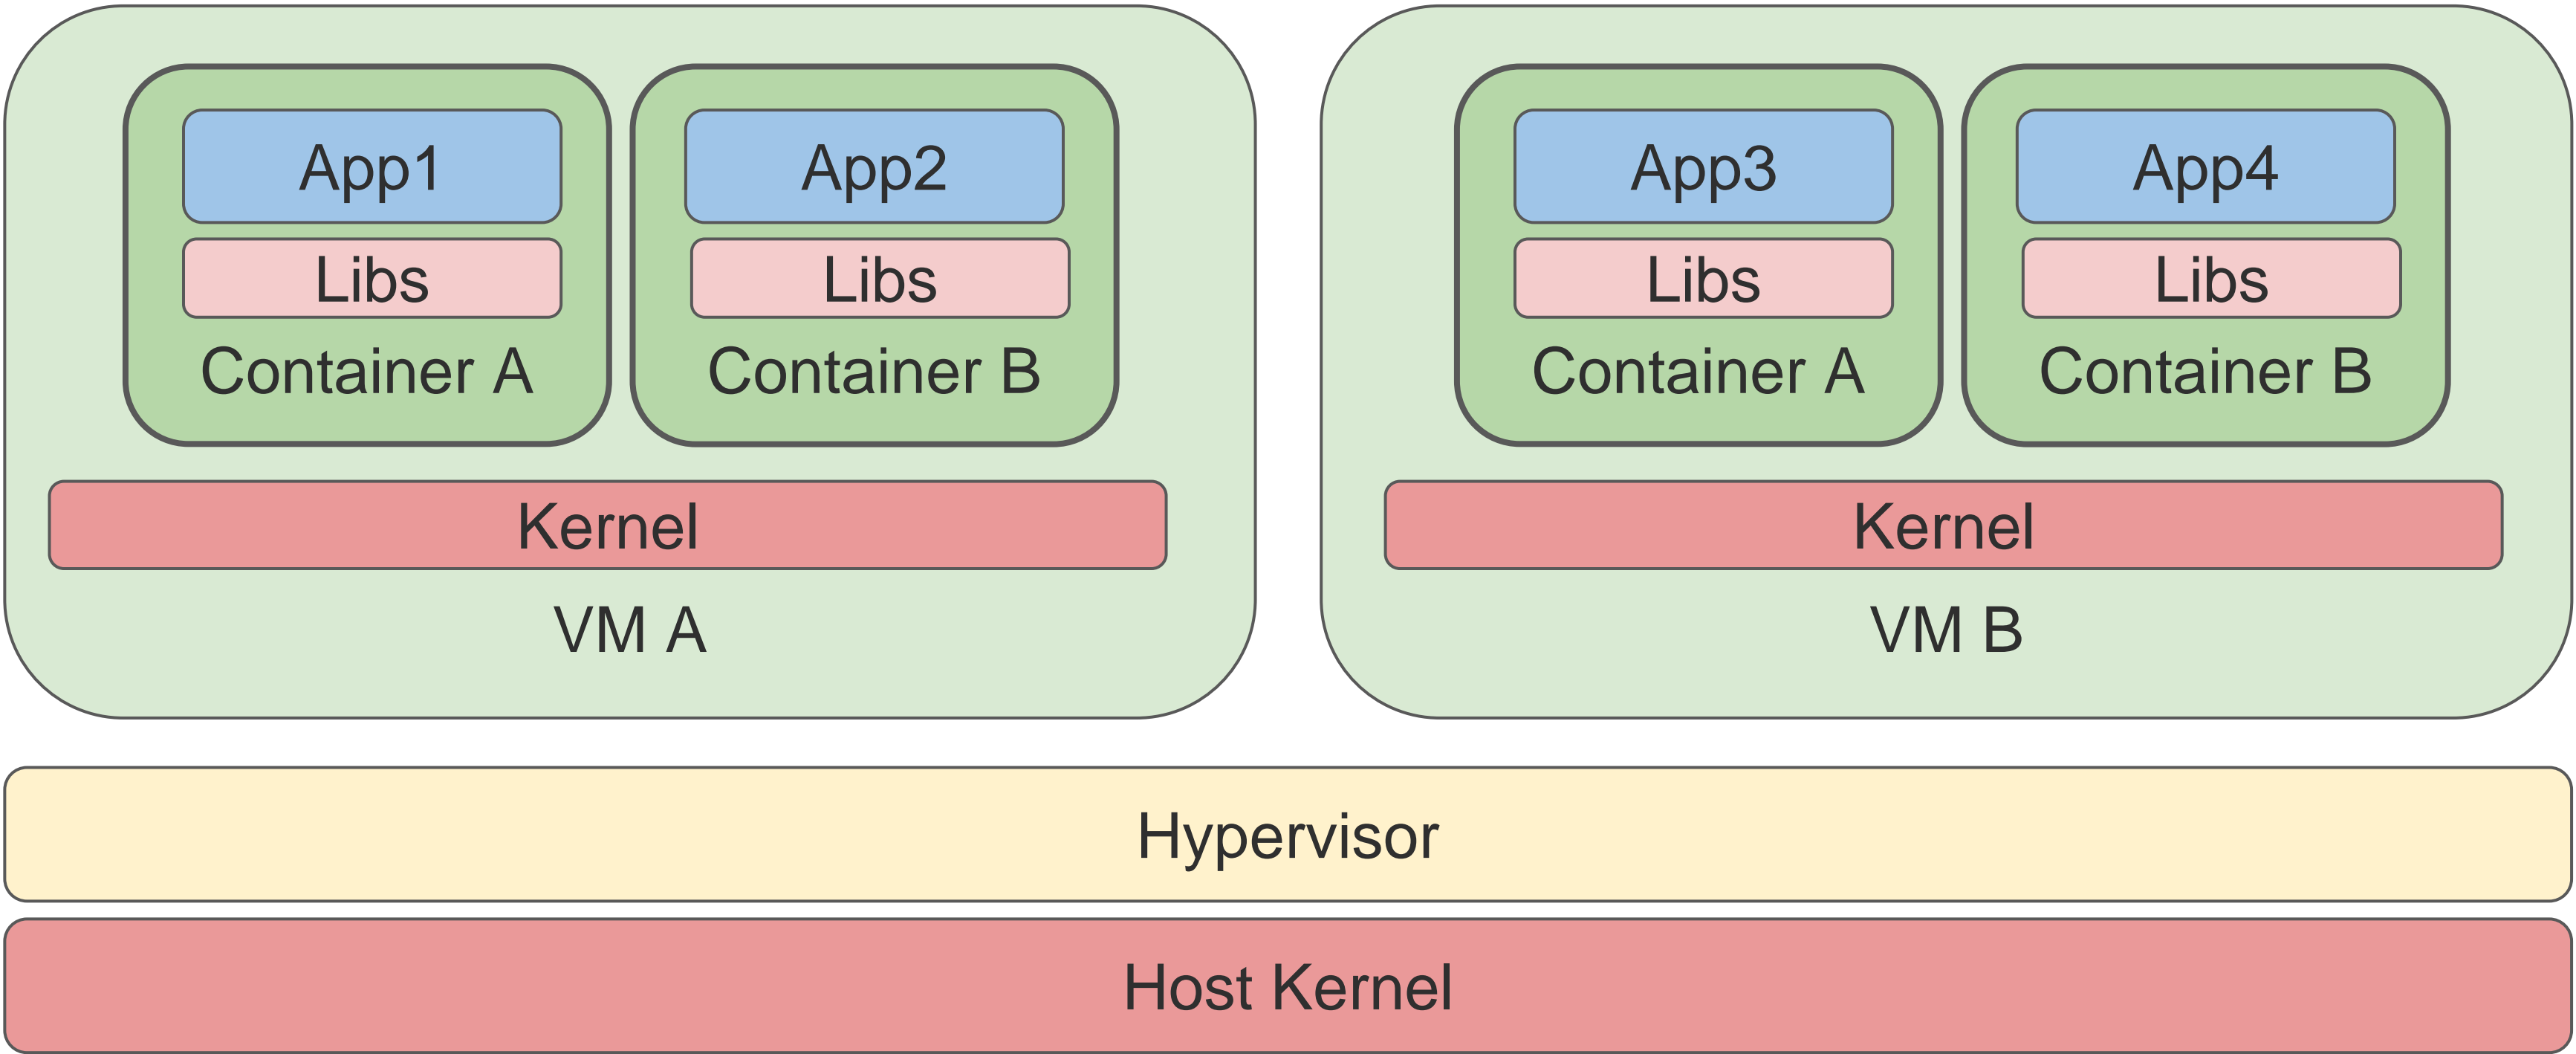 App1
App2
App3
App4
Libs
Libs
Libs
Libs
Container A
Container B
Container A
Container B
Kernel
Kernel
VM A
VM B
Hypervisor
Host Kernel